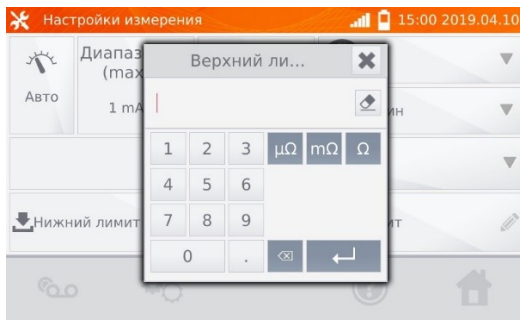 Настройки измерения 15:00 2019.04.10
Диапаз
(max
Верхний ли...
Авто
1 mA
ин
1 2 3 μΩ mΩ Ω
4 5 6
7 8 9
Нижний лимит
ит
0 .